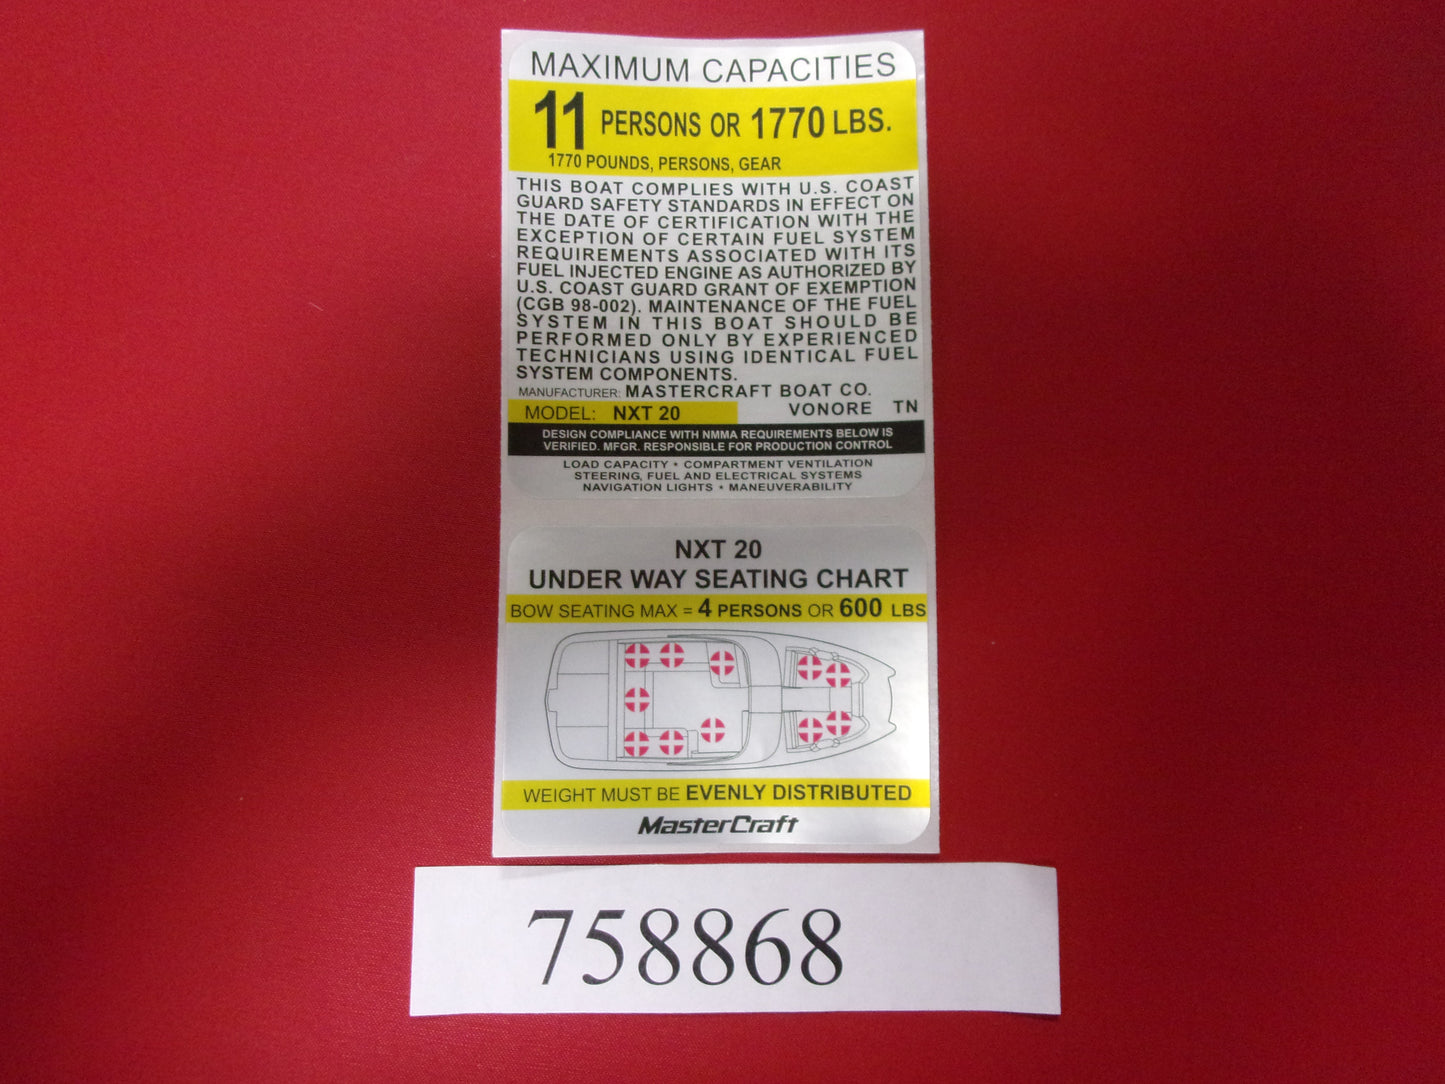 MAXIMUM CAPACITIES
11 PERSONS OR 1770 LBS.
1770 POUNDS, PERSONS, GEAR
THIS BOAT COMPLIES WITH U.S. COAST
GUARD SAFETY STANDARDS IN EFFECT ON
THE DATE OF CERTIFICATION WITH THE
EXCEPTION OF CERTAIN FUEL SYSTEM
REQUIREMENTS ASSOCIATED WITH ITS
FUEL INJECTED ENGINE AS AUTHORIZED BY
U.S. COAST GUARD GRANT OF EXEMPTION
(CGB 98-002). MAINTENANCE OF THE FUEL
SYSTEM IN THIS BOAT SHOULD BE
PERFORMED ONLY BY EXPERIENCED
TECHNICIANS USING IDENTICAL FUEL
SYSTEM COMPONENTS.
MANUFACTURER: MASTERCRAFT BOAT CO.
MODEL: NXT 20 VONORE TN
DESIGN COMPLIANCE WITH NMMA REQUIREMENTS BELOW IS
VERIFIED. MFGR. RESPONSIBLE FOR PRODUCTION CONTROL
LOAD CAPACITY * COMPARTMENT VENTILATION
STEERING, FUEL AND ELECTRICAL SYSTEMS
NAVIGATION LIGHTS * MANEUVERABILITY
NXT 20
UNDER WAY SEATING CHART
BOW SEATING MAX = 4 PERSONS OR 600 LBS
WEIGHT MUST BE EVENLY DISTRIBUTED
MasterCraft
758868